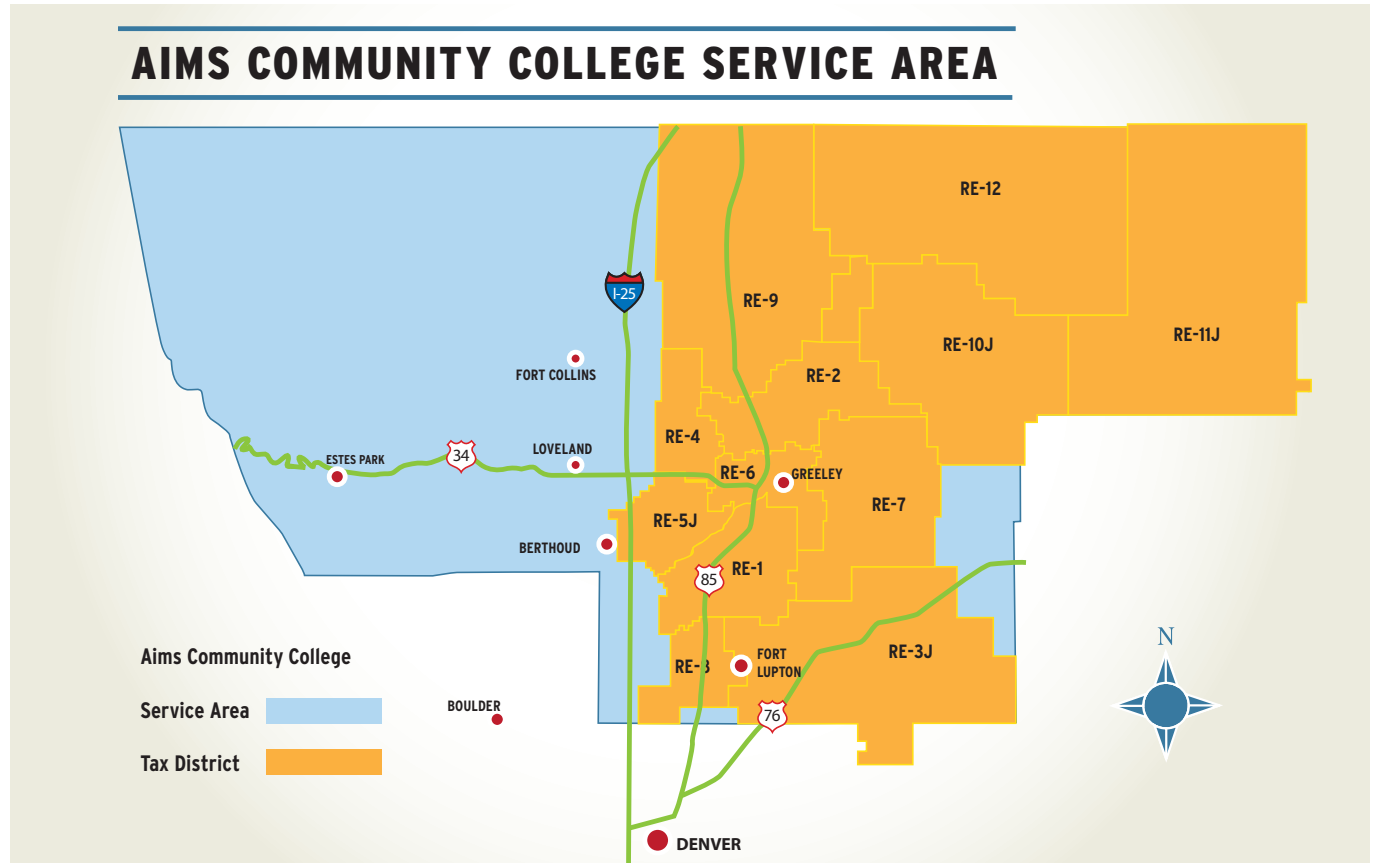 AIMS COMMUNITY COLLEGE SERVICE AREA
RE-12
I-25
RE-9
RE-11J
RE-10J
FORT COLLINS
RE-2
RE-4
LOVELAND
34
ESTES PARK
RE-6
GREELEY
RE-7
RE-5J
BERTHOUD
RE-1
85
N
Aims Community College
FORT
LUPTON
RE-3J
RE-8
Service Area
BOULDER
76
Tax District
DENVER